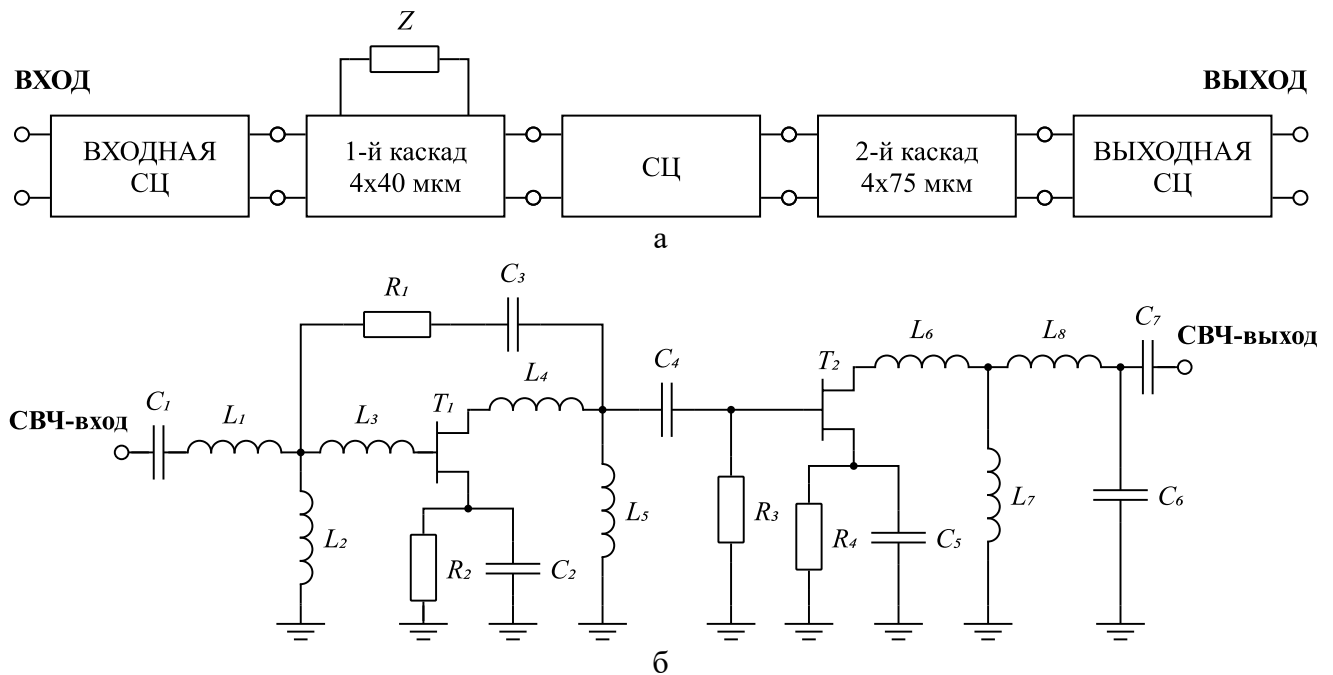 Z
ВХОД
ВЫХОД
ВХОДНАЯ
СЦ
1-й каскад
4х40 мкм
СЦ
2-й каскад
4х75 мкм
ВЫХОДНАЯ
СЦ
а
C₃
R₁
C₇
L₆
L₈
СВЧ-выход
T₂
C₄
L₄
C₁
L₁
L₃
T₁
СВЧ-вход
L₂
R₂
C₂
L₅
R₃
R₄
C₅
L₇
C₆
б